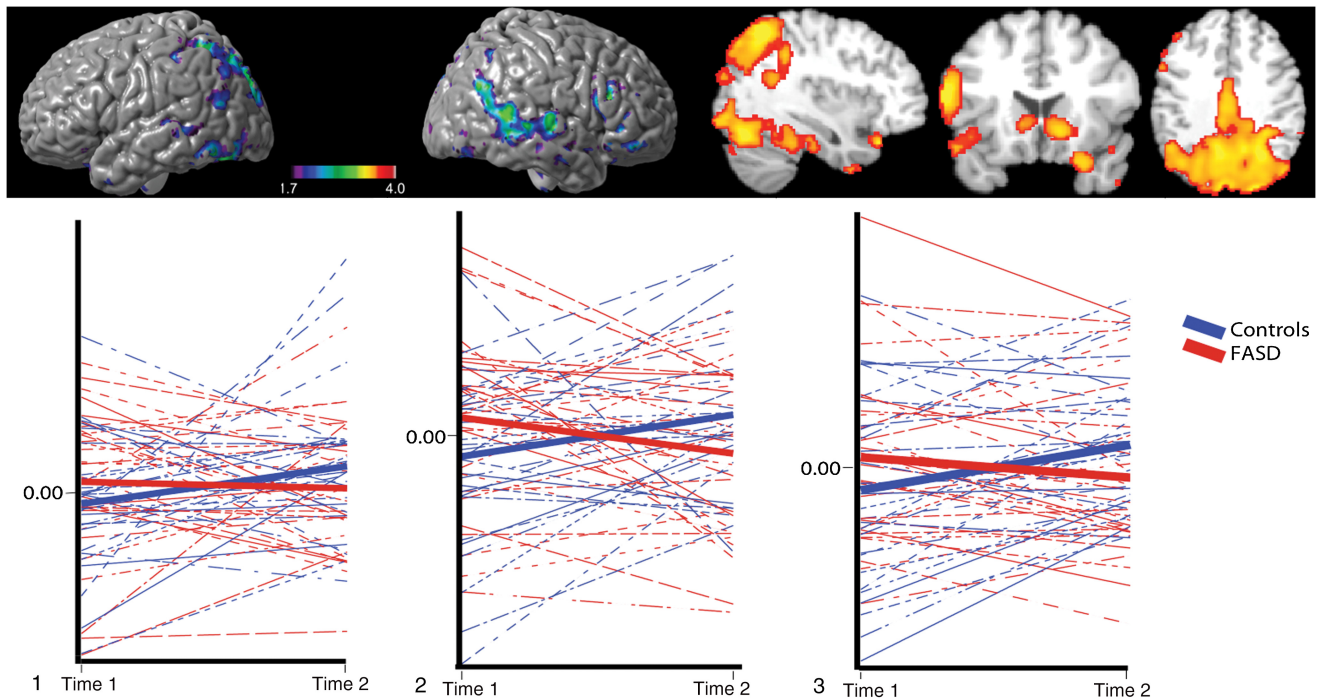 1.7 4.0
Controls
FASD
0.00
0.00
0.00
1 Time 1 Time 2
2 Time 1 Time 2
3 Time 1 Time 2